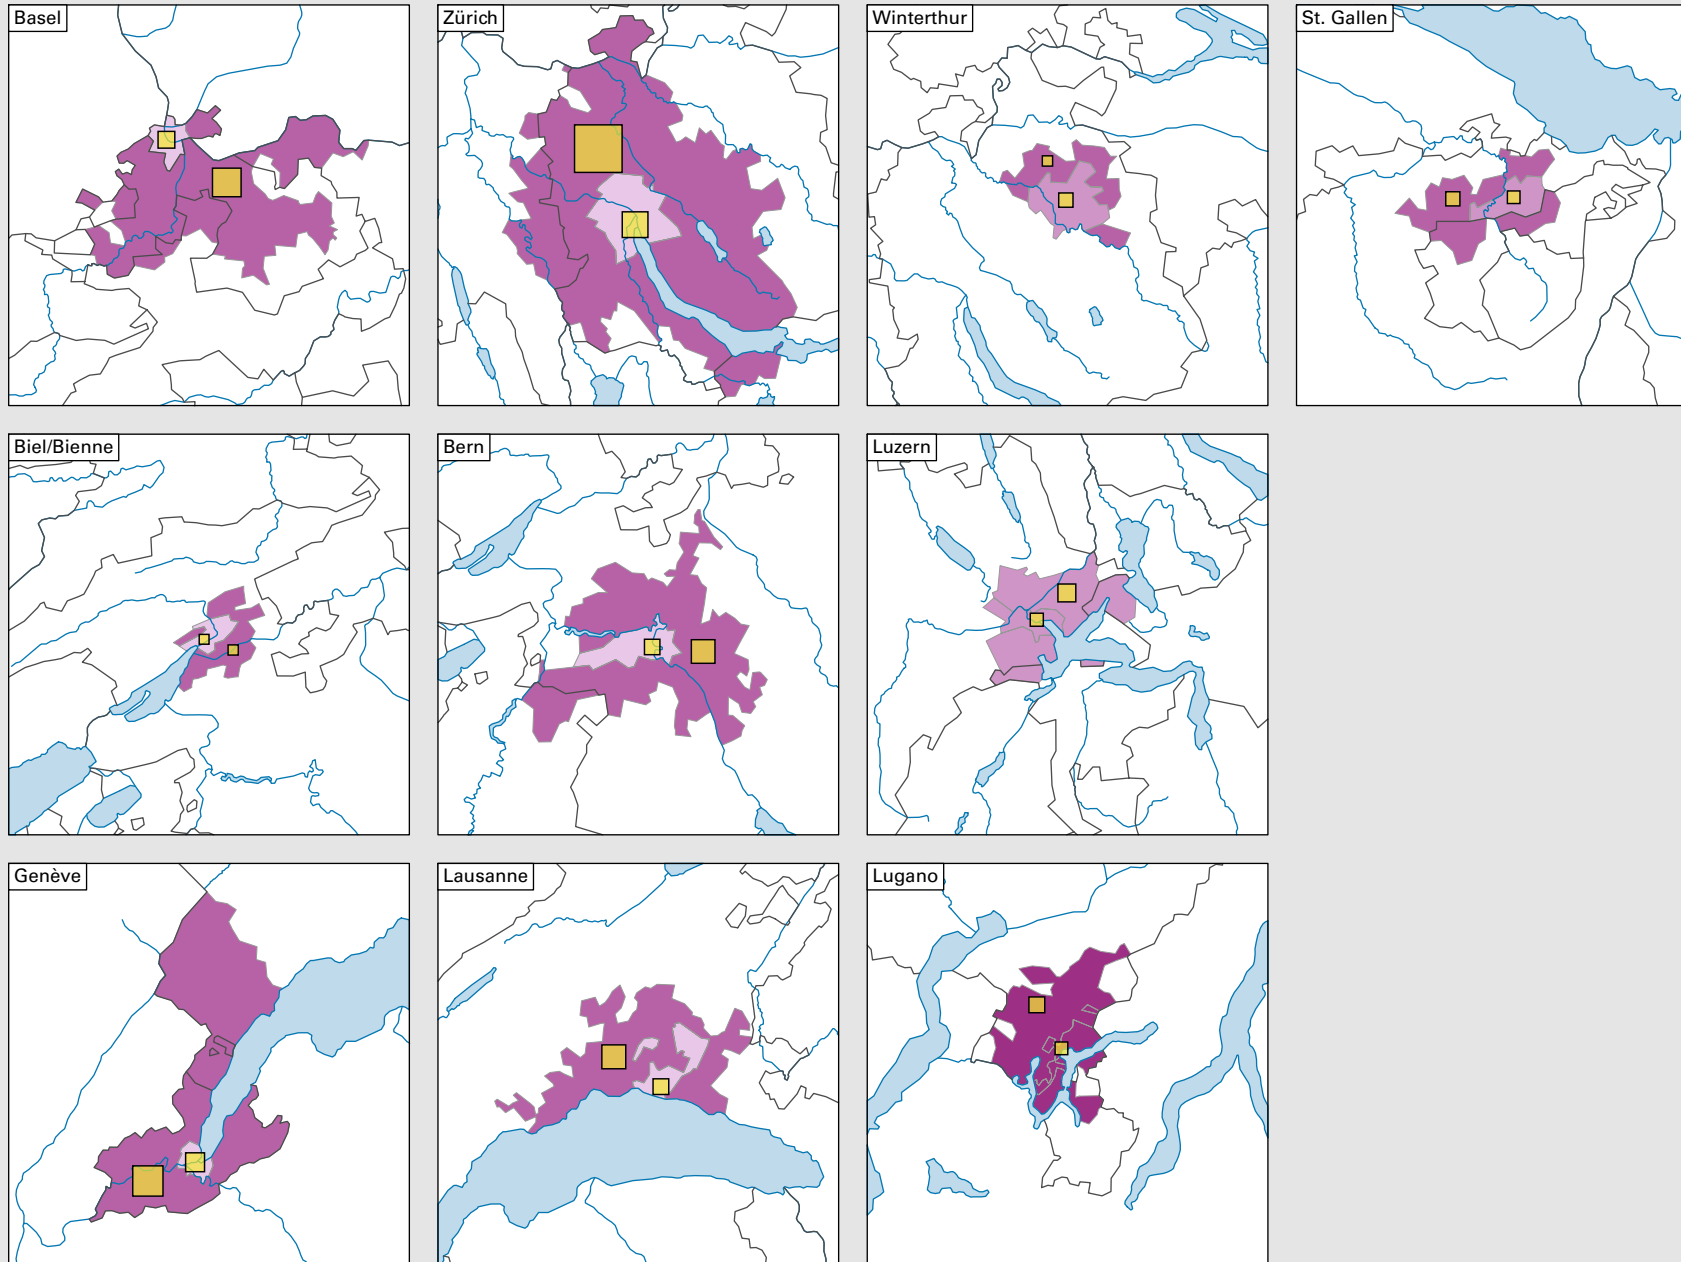 Basel
Zürich
Winterthur
St. Gallen
Biel/Bienne
Bern
Luzern
Genève
Lausanne
Lugano